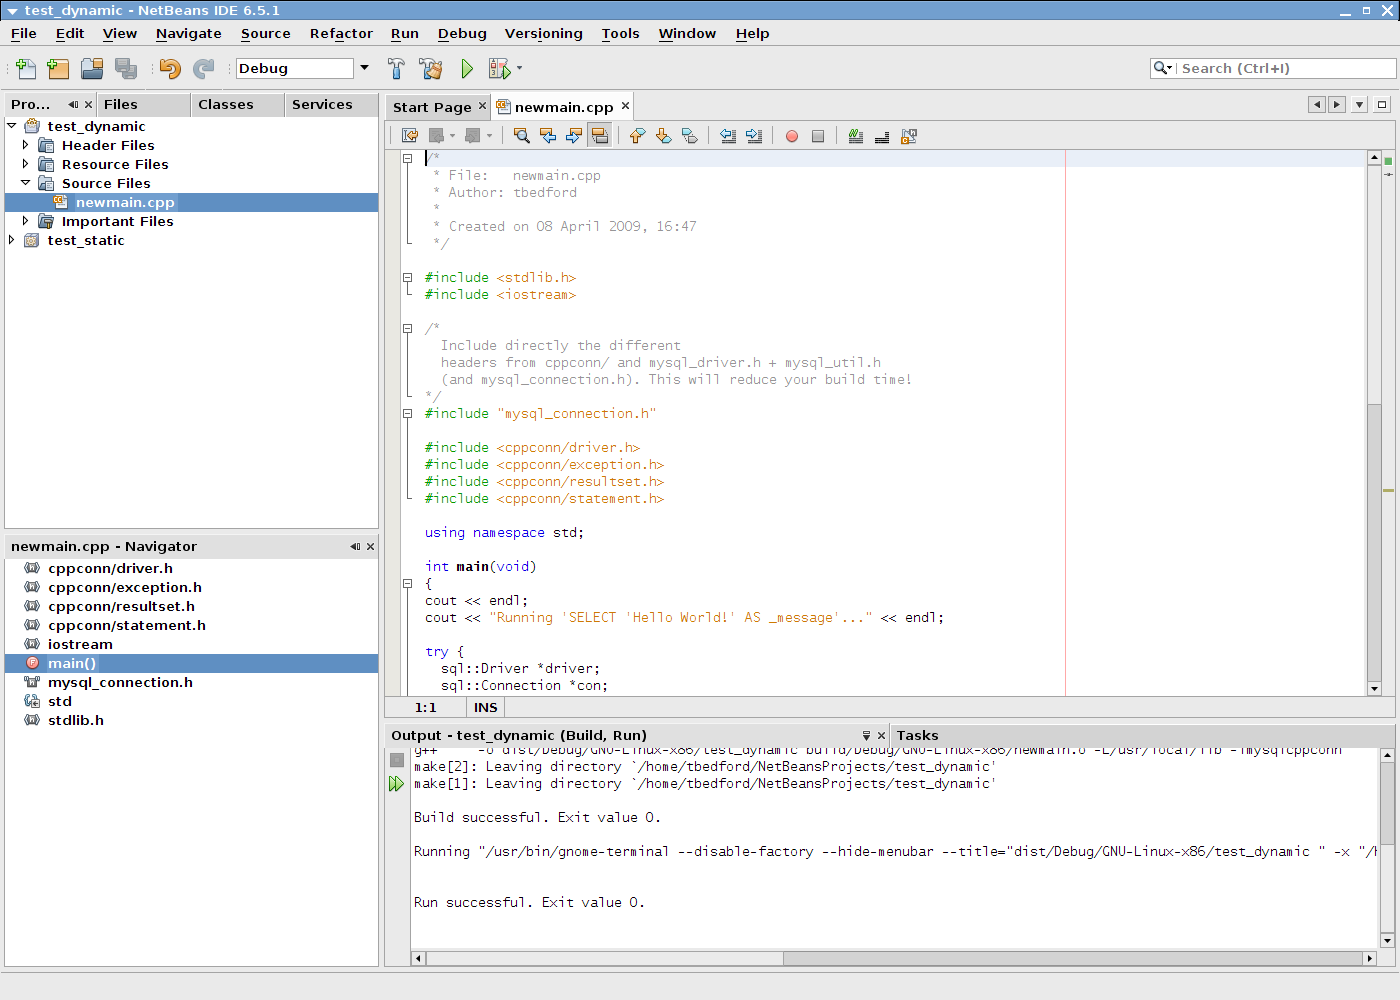 test_dynamic - NetBeans IDE 6.5.1
File Edit View Navigate Source Refactor Run Debug Versioning Tools Window Help
Debug
Search (Ctrl+I)
Pro... Files Classes Services
test_dynamic
Header Files
Resource Files
Source Files
newmain.cpp
Important Files
test_static
newmain.cpp - Navigator
cppconn/driver.h
cppconn/exception.h
cppconn/resultset.h
cppconn/statement.h
iostream
main()
mysql_connection.h
std
stdlib.h
Start Page newmain.cpp
/*
* File:   newmain.cpp
* Author: tbedford
*
* Created on 08 April 2009, 16:47
*/
#include <stdlib.h>
#include <iostream>
/*
Include directly the different
headers from cppconn/ and mysql_driver.h + mysql_util.h
(and mysql_connection.h). This will reduce your build time!
*/
#include "mysql_connection.h"
#include <cppconn/driver.h>
#include <cppconn/exception.h>
#include <cppconn/resultset.h>
#include <cppconn/statement.h>
using namespace std;
int main(void)
{
cout << endl;
cout << "Running 'SELECT 'Hello World!' AS _message'..." << endl;
try {
sql::Driver *driver;
sql::Connection *con;
1:1 INS
Output - test_dynamic (Build, Run) Tasks
g++     -o dist/Debug/GNU-Linux-x86/test_dynamic build/Debug/GNU-Linux-x86/newmain.o -L/usr/local/lib -lmysqlcppconn
make[2]: Leaving directory `/home/tbedford/NetBeansProjects/test_dynamic'
make[1]: Leaving directory `/home/tbedford/NetBeansProjects/test_dynamic'
Build successful. Exit value 0.
Running "/usr/bin/gnome-terminal --disable-factory --hide-menubar --title="dist/Debug/GNU-Linux-x86/test_dynamic " -x "/
Run successful. Exit value 0.